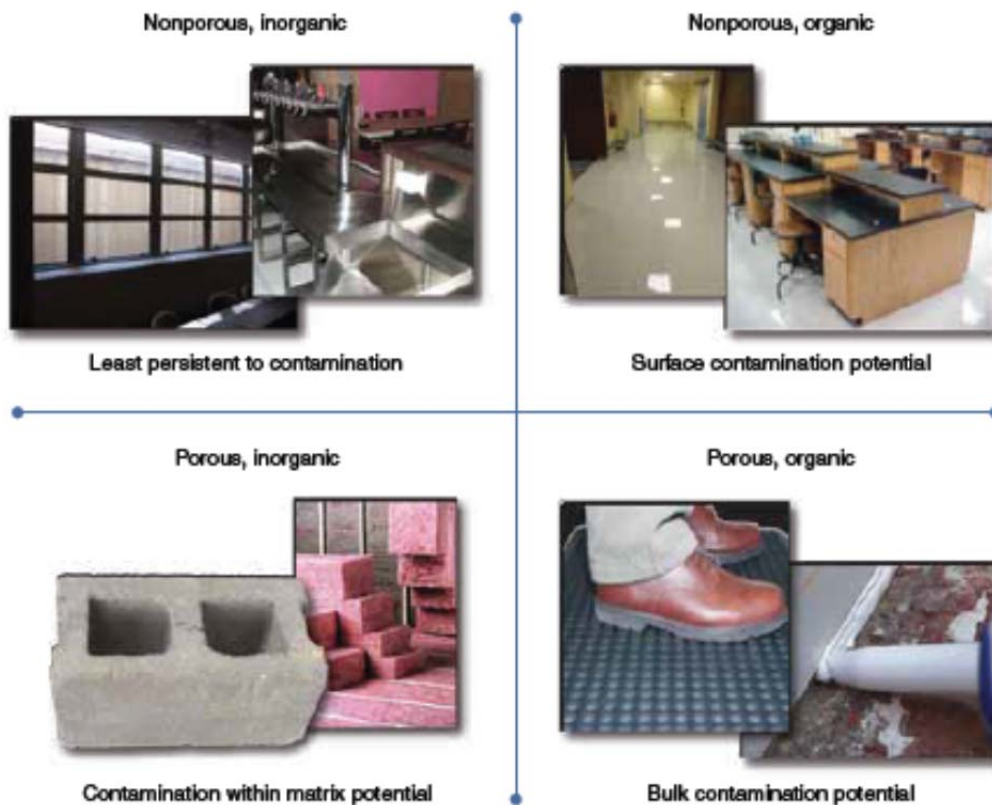 Nonporous, inorganic
Nonporous, organic
Least persistent to contamination
Surface contamination potential
Porous, inorganic
Porous, organic
Contamination within matrix potential
Bulk contamination potential